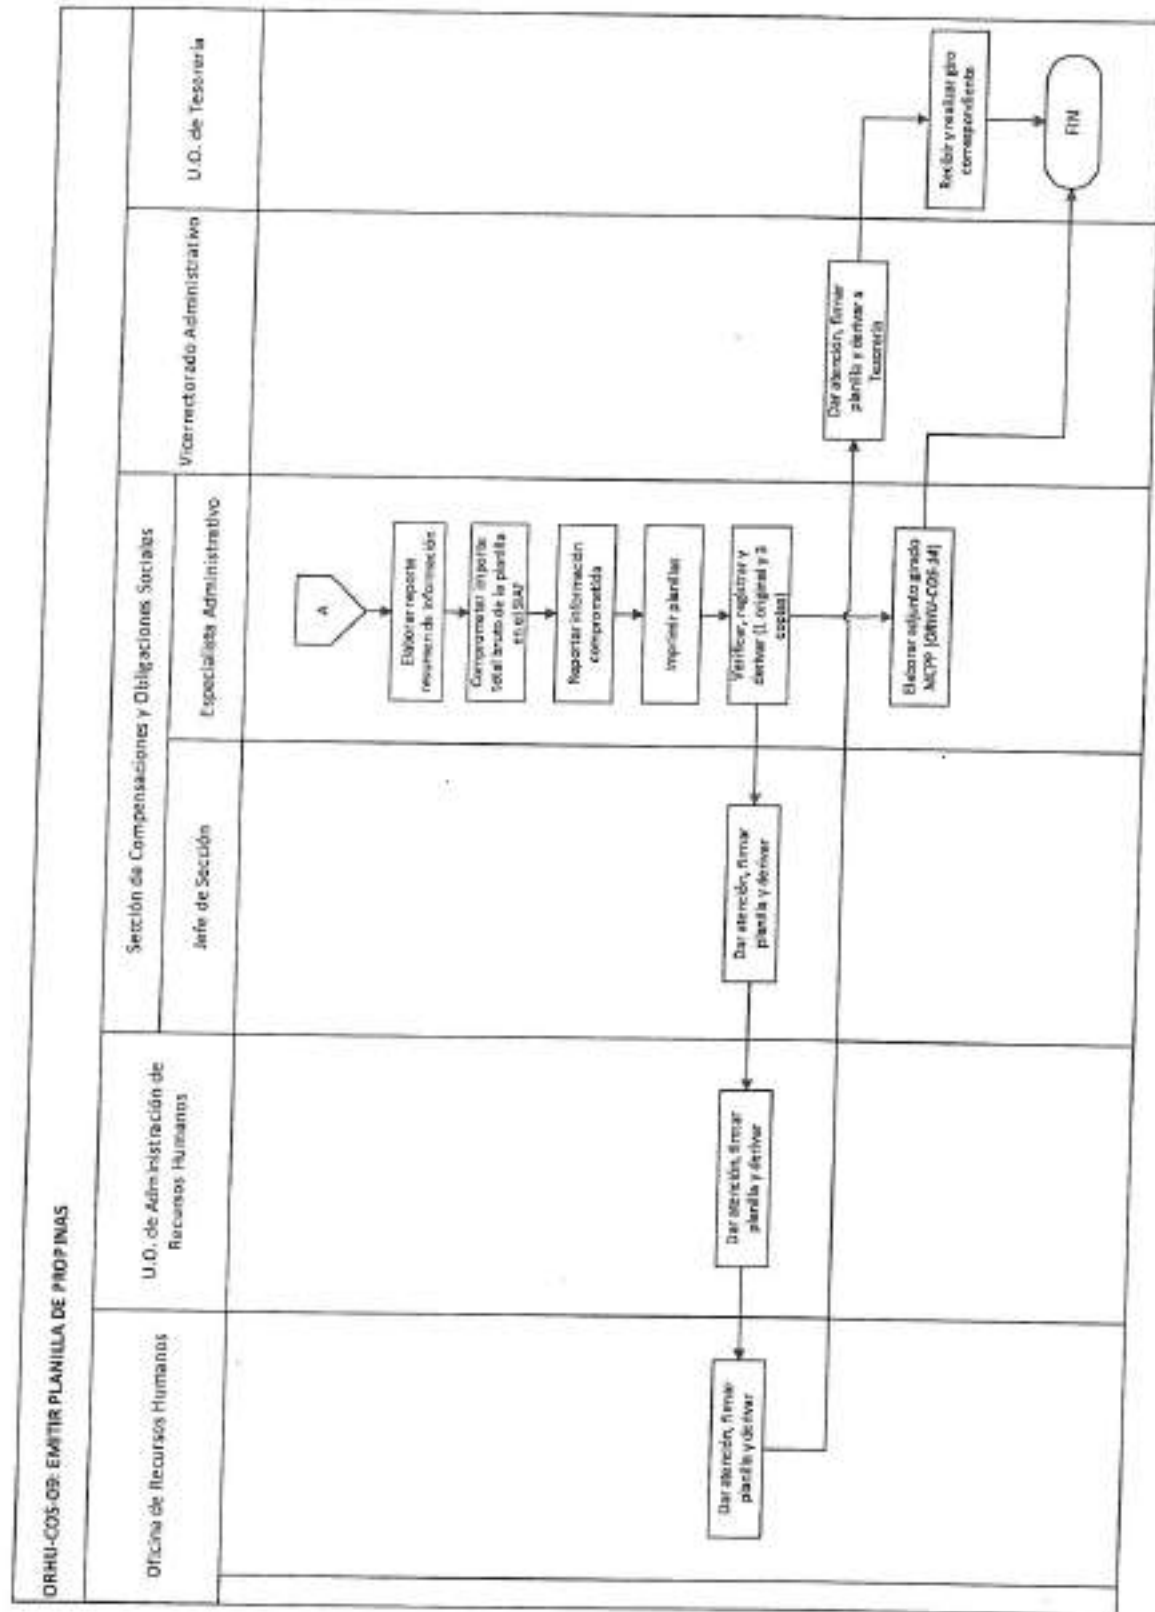 ORHU-COS-09: EMITIR PLANILLA DE PROPINAS
Oficina de Recursos Humanos
U.O. de Administración de
Recursos Humanos
Sección de Compensaciones y Obligaciones Sociales
Jefe de Sección
Especialista Administrativo
Vicerrectorado Administrativo
U.O. de Tesorería
A
Elaborar reporte
resumen de información
Comprometer importe
total bruto de la planilla
en el SIAF
Reportar información
comprometida
Imprimir planillas
Verificar, registrar y
derivar (1 original y 3
copias)
Dar atención, firmar
planilla y derivar
Dar atención, firmar
planilla y derivar
Dar atención, firmar
planilla y derivar
Dar atención, firmar
planilla y derivar a
Tesorería
Elaborar adjunto girado
MCPP [ORHU-COS-14]
Recibir y realizar giro
correspondiente
FIN